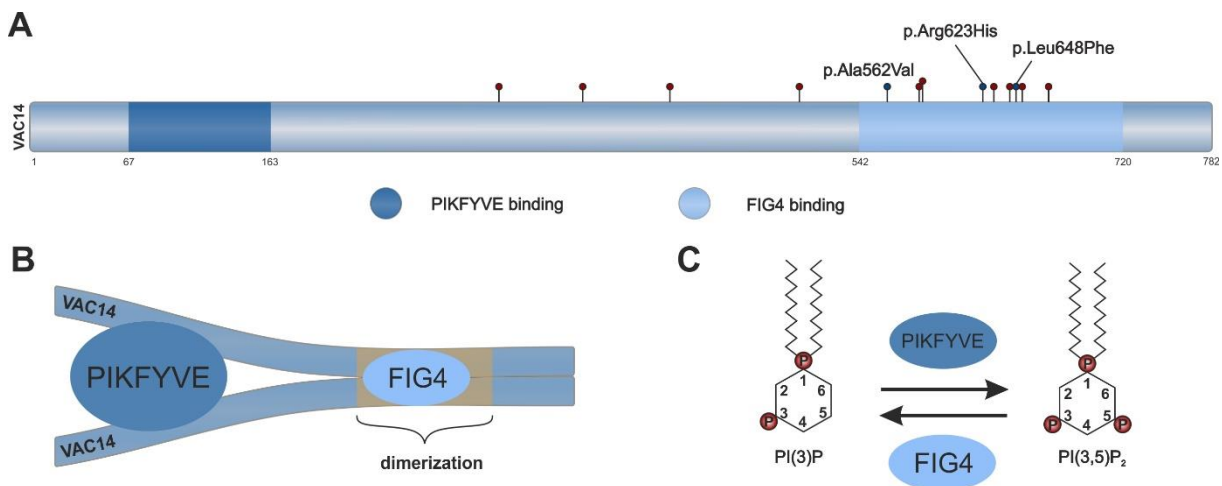 A
p.Arg623His
p.Leu648Phe
p.Ala562Val
VAC14
1 67 163 542 720 782
PIKFYVE binding FIG4 binding
B
VAC14
PIKFYVE
FIG4
VAC14
dimerization
C
P
PIKFYVE
P
1
2 6
3 5
4
P
1
2 6
3 5
4
P P
FIG4
PI(3)P
PI(3,5)P₂